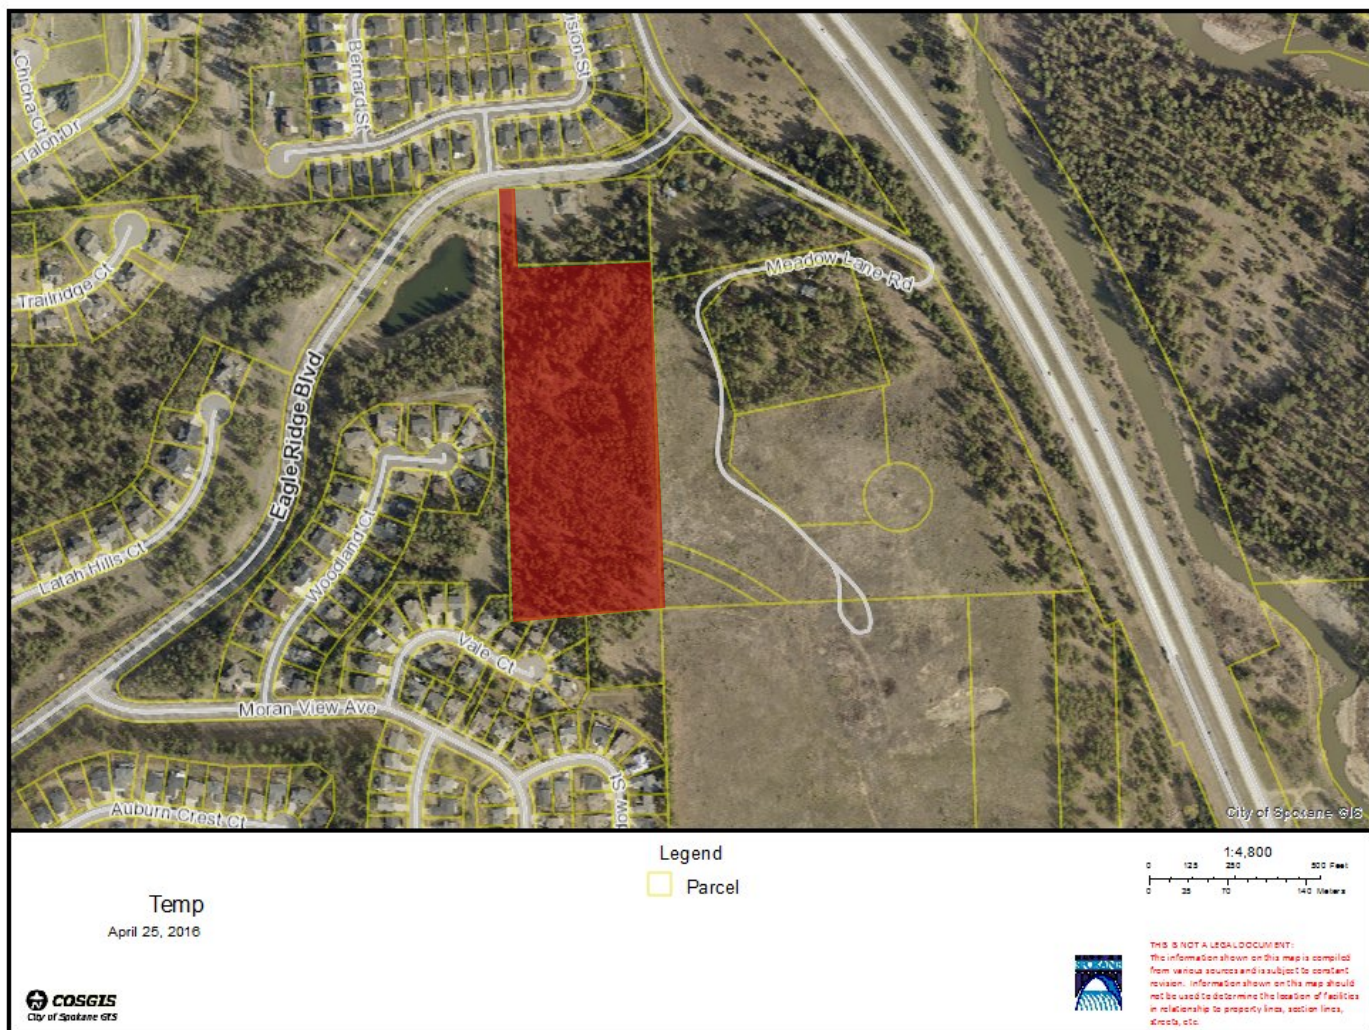 Chicha Ct
Talon Dr
Bernard St
ision St
Trailridge Ct
Meadow Lane Rd
Eagle Ridge Blvd
Latah Hills Ct
Woodland Ct
Vale Ct
Moran View Ave
ow St
Auburn Crest Ct
City of Spokane GIS
Legend
Parcel
Temp
April 25, 2016
COSGIS
City of Spokane GIS
1:4,800
0 125 250 500 Feet
0 35 70 140 Meters
SPOKANE
THIS IS NOT A LEGAL DOCUMENT:
The information shown on this map is compiled
from various sources and is subject to constant
revision. Information shown on this map should
not be used to determine the location of facilities
in relationship to property lines, section lines,
streets, etc.